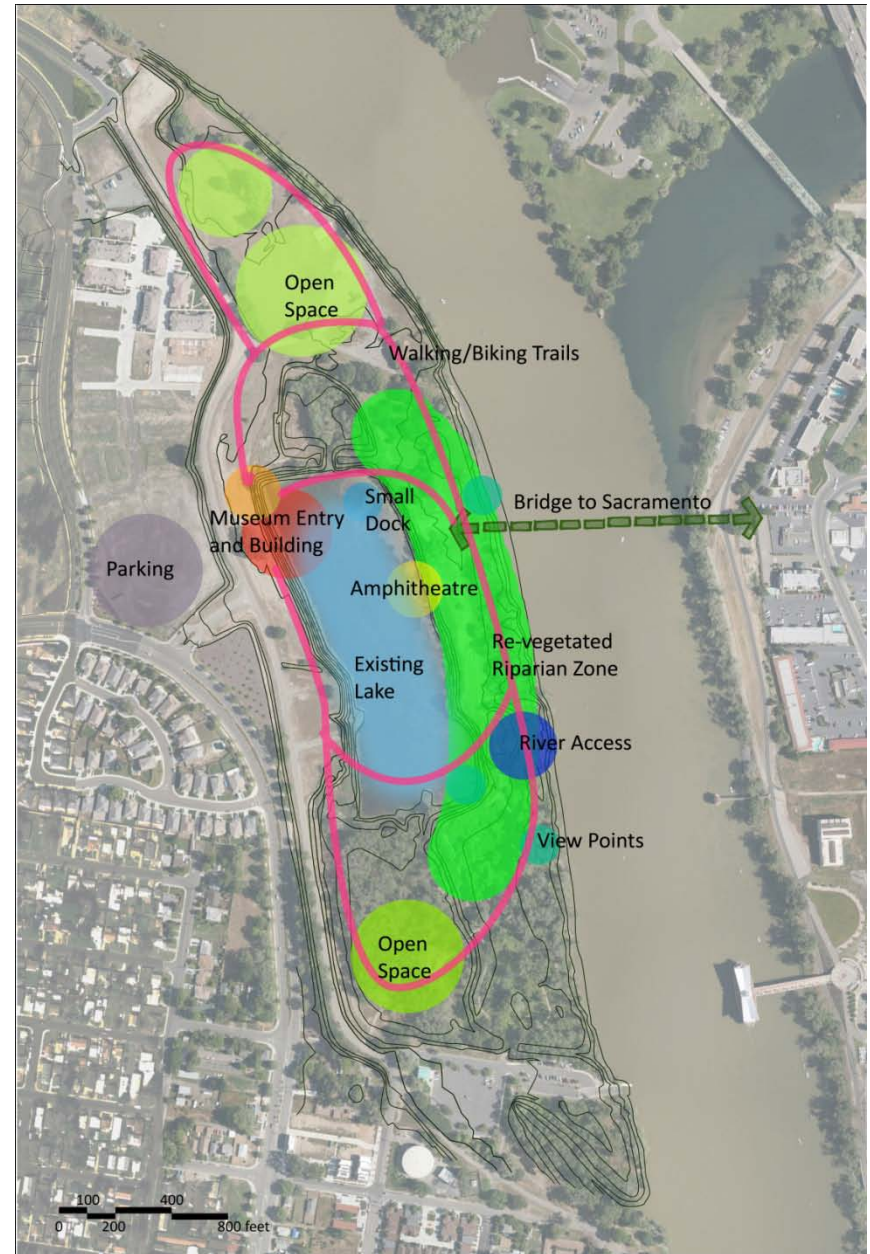 Open
Space
Walking/Biking Trails
Small
Dock
Bridge to Sacramento
Museum Entry
and Building
Parking
Amphitheatre
Re-vegetated
Riparian Zone
Existing
Lake
River Access
View Points
Open
Space
100 400
0 200 800 feet